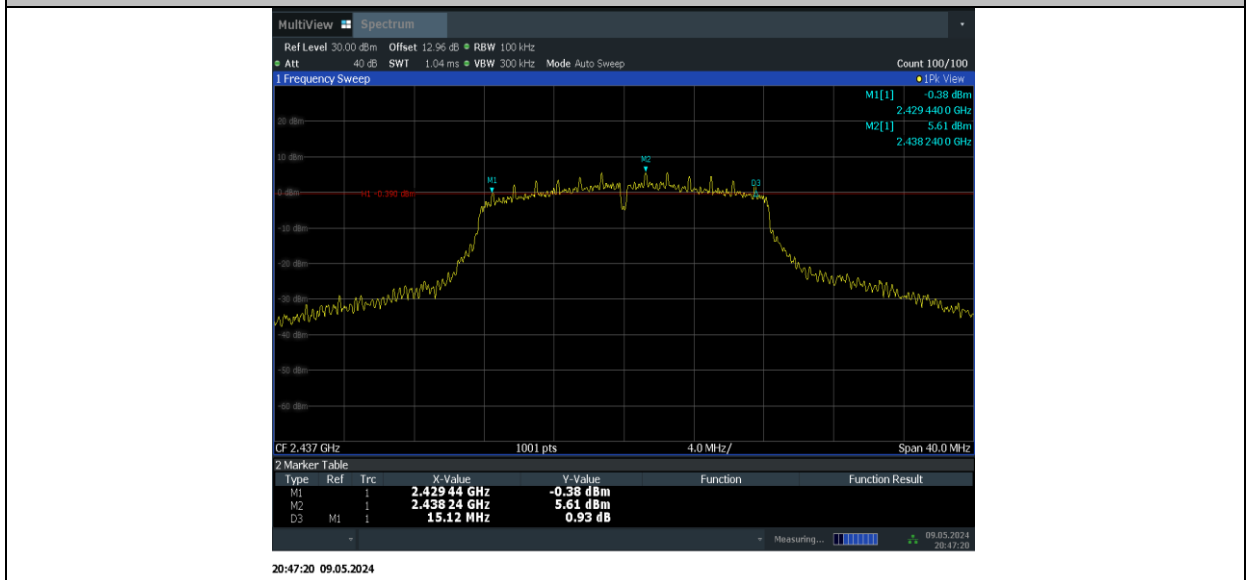 MultiView Spectrum
Ref Level 30.00 dBm Offset 12.96 dB RBW 100 kHz
Att 40 dB SWT 1.04 ms VBW 300 kHz Mode Auto Sweep Count 100/100
1 Frequency Sweep 1Pk View
M1[1] -0.38 dBm
2.429 440 0 GHz
20 dBm
M2[1] 5.61 dBm
2.438 240 0 GHz
10 dBm
M2
M1
D3
0 dBm
H1 -0.390 dBm
-10 dBm
-20 dBm
-30 dBm
-40 dBm
-50 dBm
-60 dBm
CF 2.437 GHz 1001 pts 4.0 MHz/ Span 40.0 MHz
2 Marker Table
Type Ref Trc X-Value Y-Value Function Function Result
M1 1 2.429 44 GHz -0.38 dBm
M2 1 2.438 24 GHz 5.61 dBm
D3 M1 1 15.12 MHz 0.93 dB
Measuring... 09.05.2024
20:47:20
20:47:20 09.05.2024